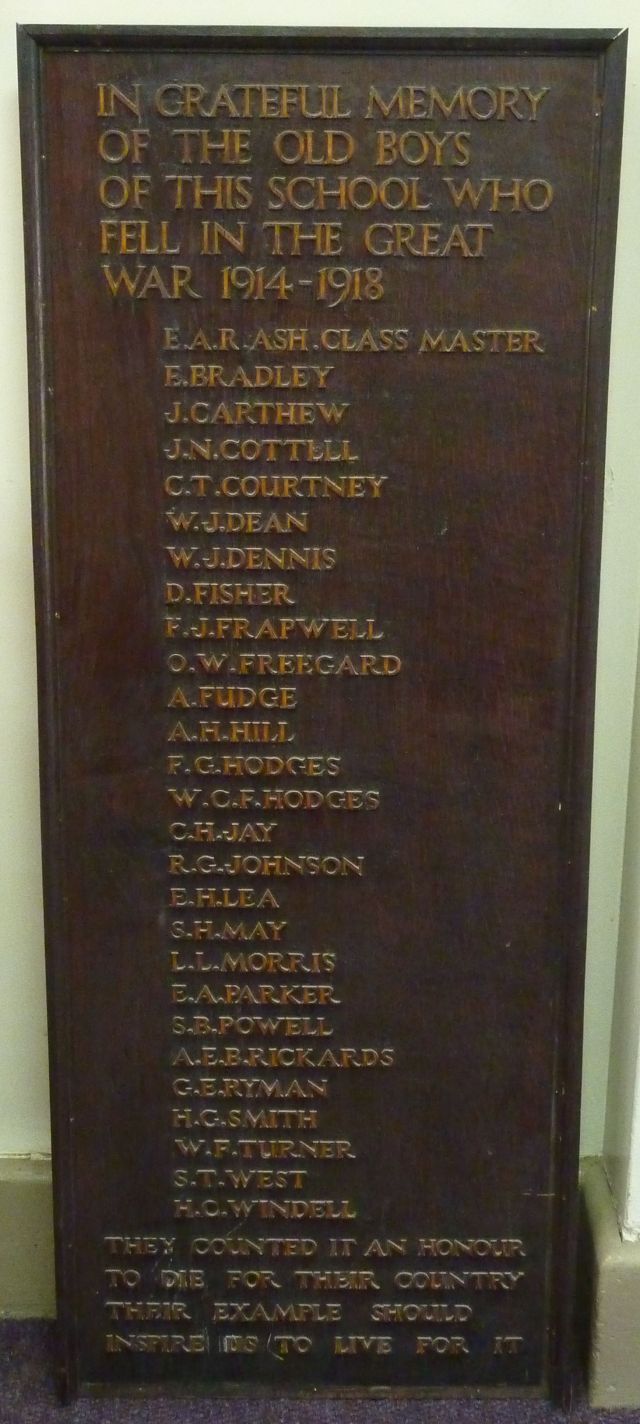 IN GRATEFUL MEMORY
OF THE OLD BOYS
OF THIS SCHOOL WHO
FELL IN THE GREAT
WAR 1914-1918
E.A.R.ASH.CLASS MASTER
E.BRADLEY
J.CARTHEW
J.N.COTTELL
C.T.COURTNEY
W.J.DEAN
W.J.DENNIS
D.FISHER
F.J.FRAPWELL
O.W.FREEGARD
A.FUDGE
A.H.HILL
F.G.HODGES
W.C.F.HODGES
C.H.JAY
R.G.JOHNSON
E.H.LEA
S.H.MAY
L.L.MORRIS
E.A.PARKER
S.B.POWELL
A.E.B.RICKARDS
G.E.RYMAN
H.G.SMITH
W.F.TURNER
S.T.WEST
H.O.WINDELL
THEY COUNTED IT AN HONOUR
TO DIE FOR THEIR COUNTRY
THEIR EXAMPLE SHOULD
INSPIRE US TO LIVE FOR IT